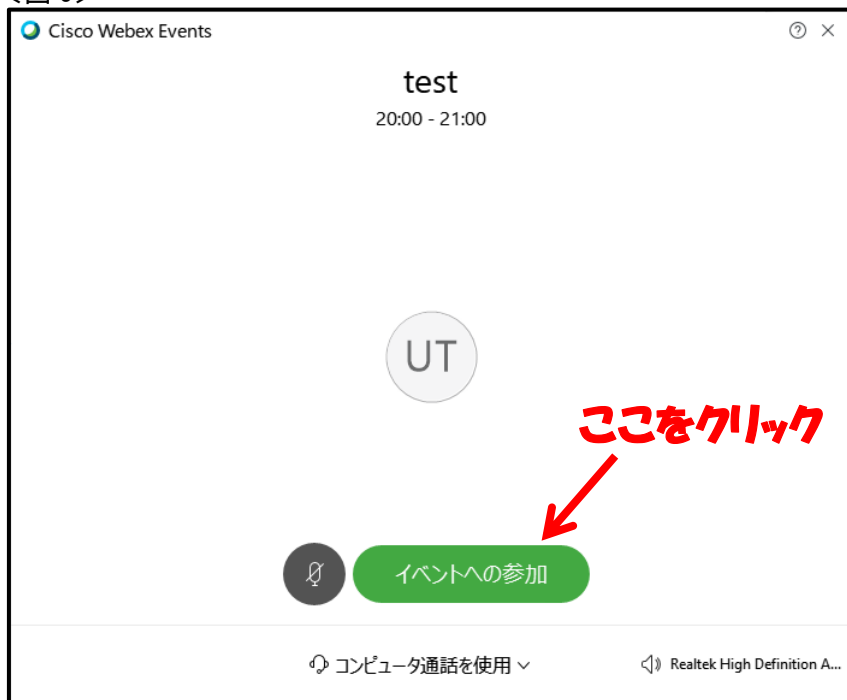 Cisco Webex Events
test
20:00 - 21:00
UT
ここをクリック
イベントへの参加
コンピュータ通話を使用
Realtek High Definition A...